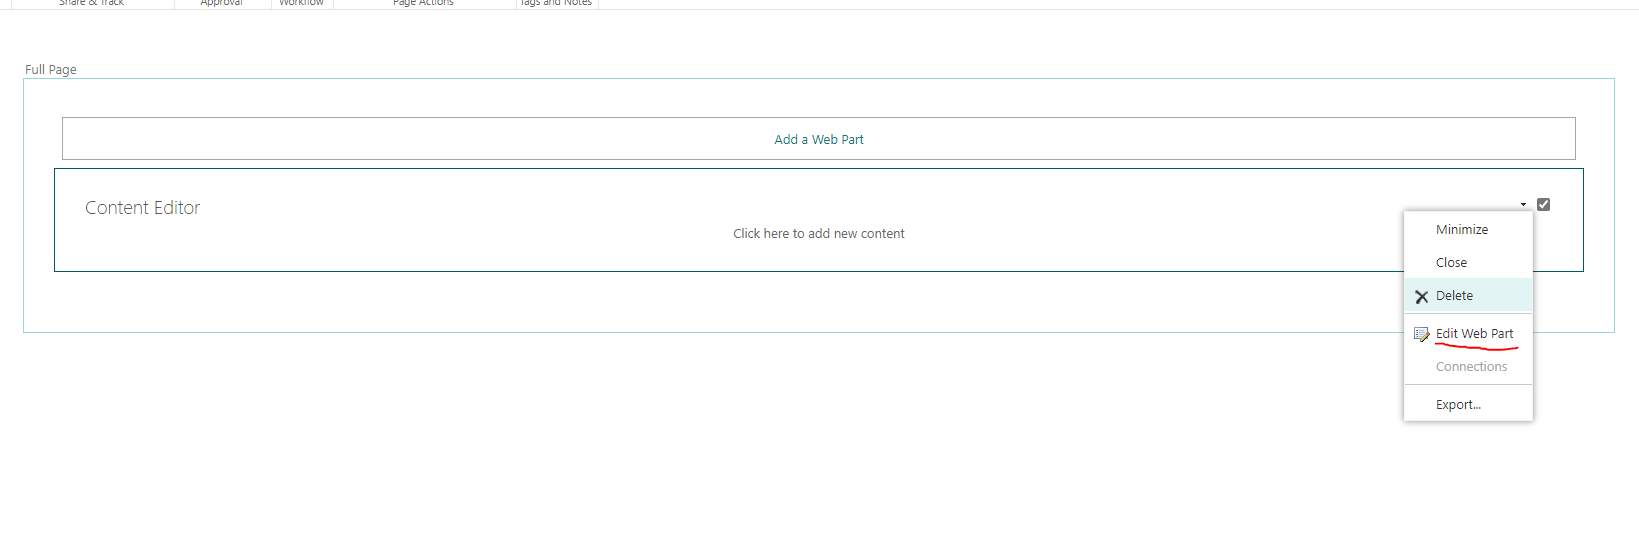 Share & Track Approval Workflow Page Actions Tags and Notes
Full Page
Add a Web Part
Content Editor
Click here to add new content
Minimize
Close
Delete
Edit Web Part
Connections
Export...